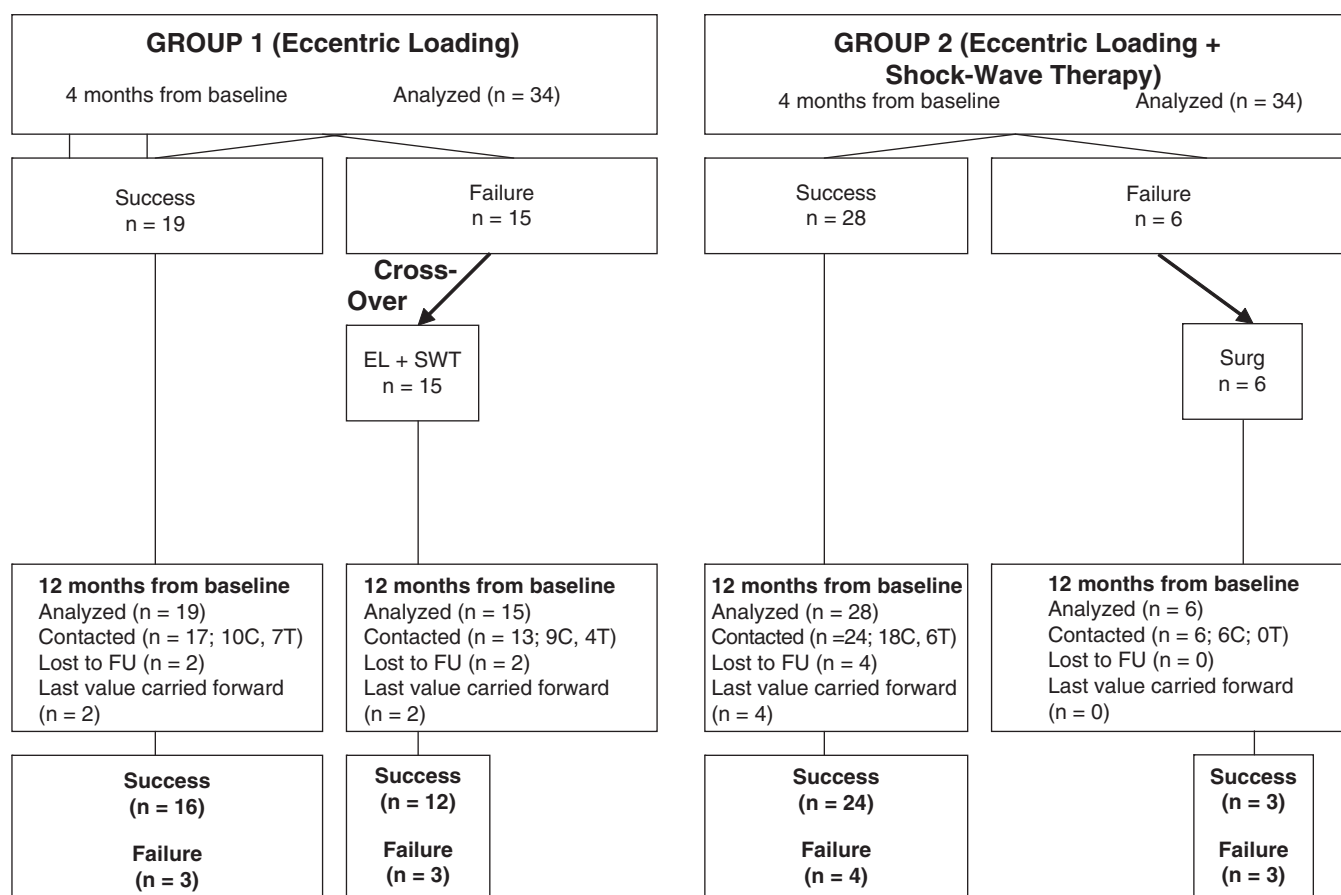 GROUP 1 (Eccentric Loading)
4 months from baseline Analyzed (n = 34)
Success
n = 19
Failure
n = 15
Cross-
Over
EL + SWT
n = 15
12 months from baseline
Analyzed (n = 19)
Contacted (n = 17; 10C, 7T)
Lost to FU (n = 2)
Last value carried forward
(n = 2)
12 months from baseline
Analyzed (n = 15)
Contacted (n = 13; 9C, 4T)
Lost to FU (n = 2)
Last value carried forward
(n = 2)
Success
(n = 16)
Failure
(n = 3)
Success
(n = 12)
Failure
(n = 3)
GROUP 2 (Eccentric Loading +
Shock-Wave Therapy)
4 months from baseline Analyzed (n = 34)
Success
n = 28
Failure
n = 6
Surg
n = 6
12 months from baseline
Analyzed (n = 28)
Contacted (n =24; 18C, 6T)
Lost to FU (n = 4)
Last value carried forward
(n = 4)
12 months from baseline
Analyzed (n = 6)
Contacted (n = 6; 6C; 0T)
Lost to FU (n = 0)
Last value carried forward
(n = 0)
Success
(n = 24)
Failure
(n = 4)
Success
(n = 3)
Failure
(n = 3)